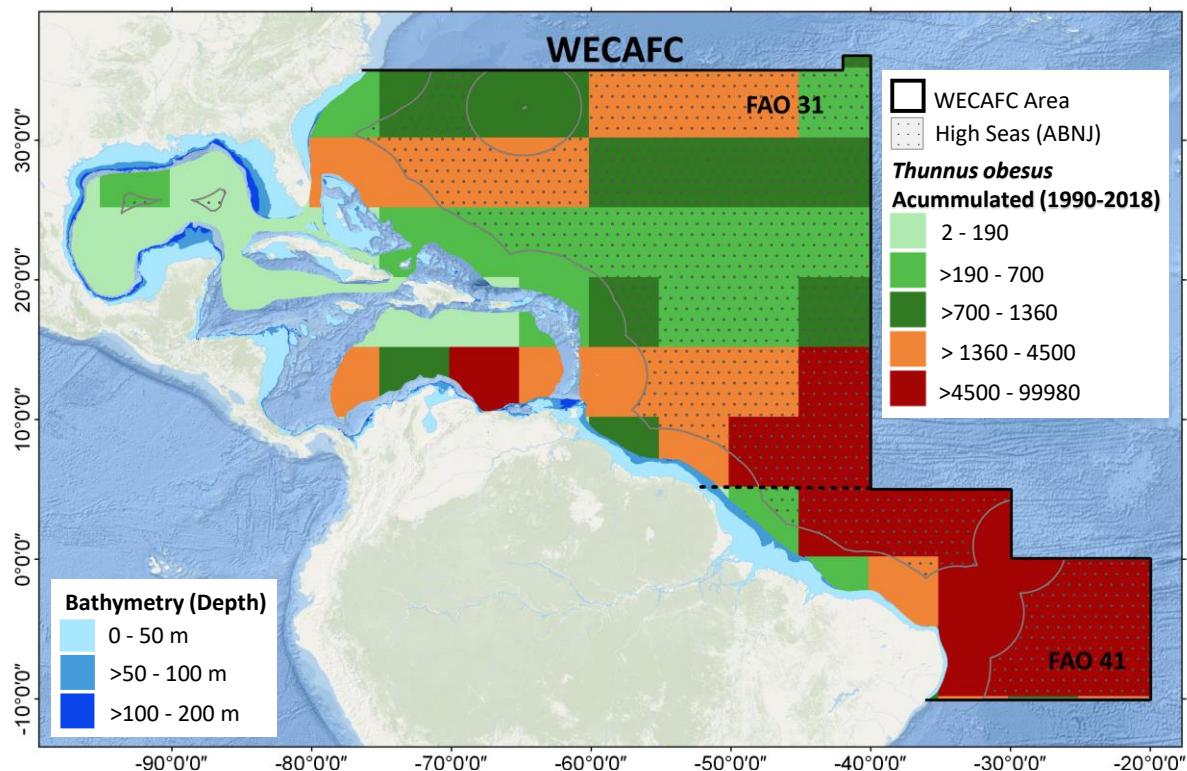 WECAFC
FAO 31
WECAFC Area
High Seas (ABNJ)
Thunnus obesus
Acummulated (1990-2018)
2 - 190
>190 - 700
>700 - 1360
> 1360 - 4500
>4500 - 99980
30°0'0"
20°0'0"
10°0'0"
0°0'0"
-10°0'0"
Bathymetry (Depth)
0 - 50 m
>50 - 100 m
>100 - 200 m
FAO 41
-90°0'0"
-80°0'0"
-70°0'0"
-60°0'0"
-50°0'0"
-40°0'0"
-30°0'0"
-20°0'0"